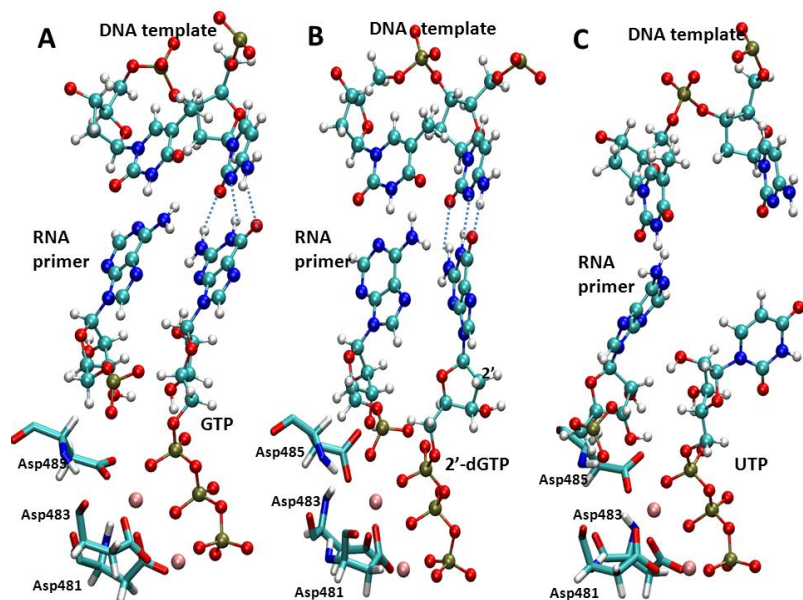 A
DNA template
RNA
primer
GTP
Asp485
Asp483
Asp481
B
DNA template
RNA
primer
2'
2'-dGTP
Asp485
Asp483
Asp481
C
DNA template
RNA
primer
UTP
Asp485
Asp483
Asp481